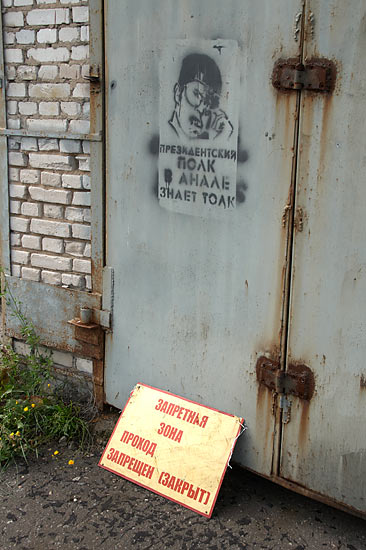 ПРЕЗИДЕНТСКИЙ
ПОЛК
В АНАЛЕ
ЗНАЕТ ТОЛК
ЗАПРЕТНАЯ
ЗОНА
ПРОХОД
ЗАПРЕЩЕН (ЗАКРЫТ)